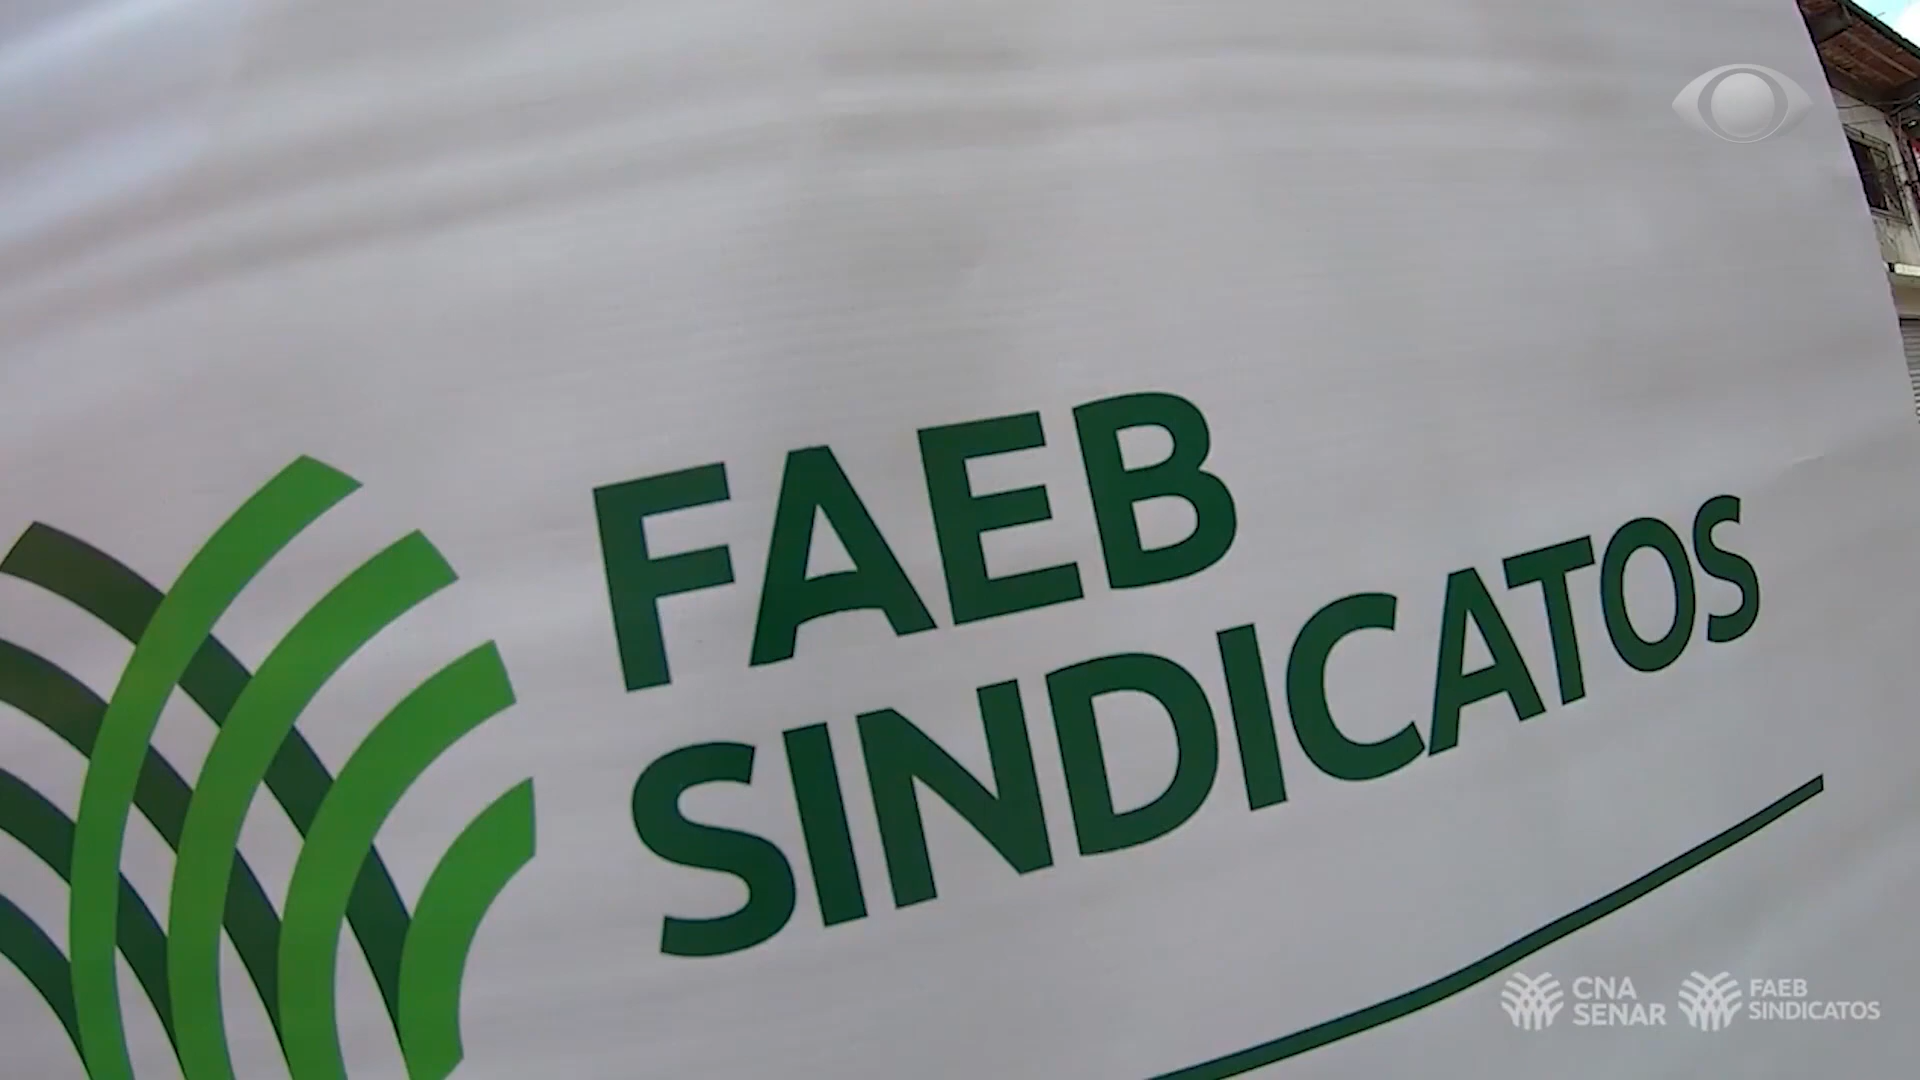 FAEB
SINDICATOS
CNA
SENAR
FAEB
SINDICATOS